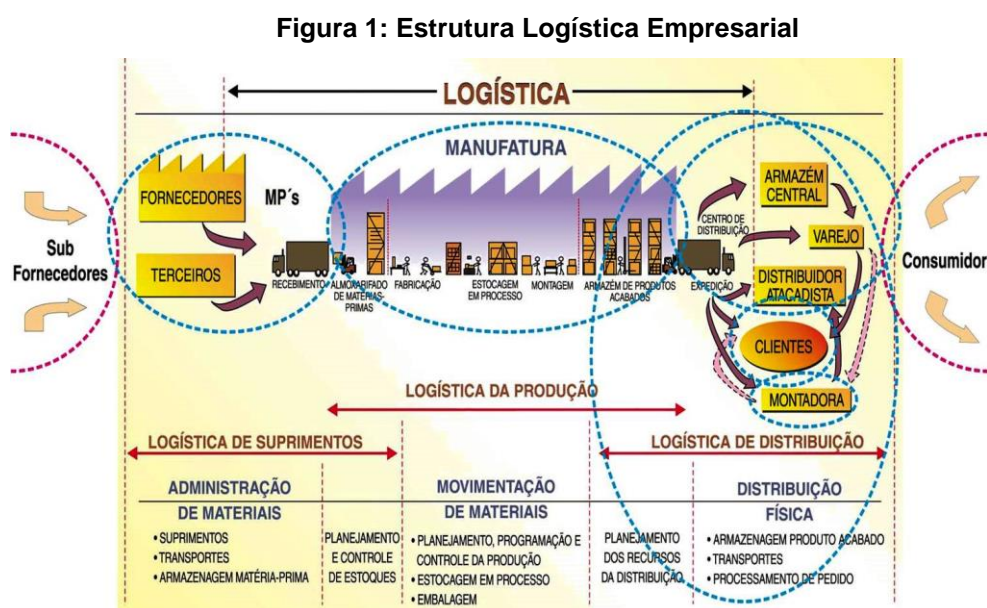 Figura 1: Estrutura Logística Empresarial
LOGÍSTICA
MANUFATURA
FORNECEDORES
MP´s
TERCEIROS
Sub
Fornecedores
RECEBIMENTO
ALMOXARIFADO
DE MATÉRIAS-
PRIMAS
FABRICAÇÃO
ESTOCAGEM
EM PROCESSO
MONTAGEM
ARMAZÉM DE PRODUTOS
ACABADOS
EXPEDIÇÃO
CENTRO DE
DISTRIBUIÇÃO
ARMAZÉM
CENTRAL
VAREJO
DISTRIBUIDOR
ATACADISTA
CLIENTES
MONTADORA
Consumidor
LOGÍSTICA DA PRODUÇÃO
LOGÍSTICA DE SUPRIMENTOS
LOGÍSTICA DE DISTRIBUIÇÃO
ADMINISTRAÇÃO
DE MATERIAIS
• SUPRIMENTOS
• TRANSPORTES
• ARMAZENAGEM MATÉRIA-PRIMA
PLANEJAMENTO
E CONTROLE
DE ESTOQUES
MOVIMENTAÇÃO
DE MATERIAIS
• PLANEJAMENTO, PROGRAMAÇÃO E
CONTROLE DA PRODUÇÃO
• ESTOCAGEM EM PROCESSO
• EMBALAGEM
PLANEJAMENTO
DOS RECURSOS
DA DISTRIBUIÇÃO
DISTRIBUIÇÃO
FÍSICA
• ARMAZENAGEM PRODUTO ACABADO
• TRANSPORTES
• PROCESSAMENTO DE PEDIDO